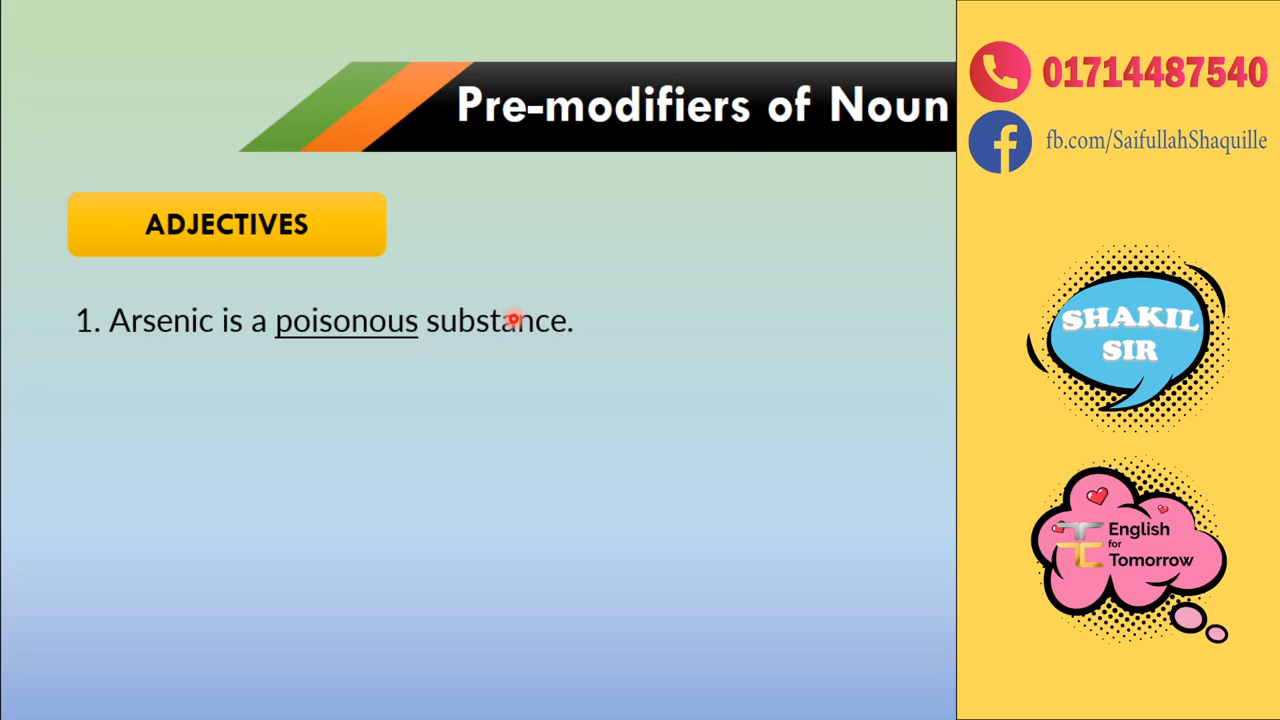 Pre-modifiers of Noun
ADJECTIVES
1. Arsenic is a poisonous substance.
01714487540
fb.com/SaifullahShaquille
SHAKIL
SIR
English
for
Tomorrow